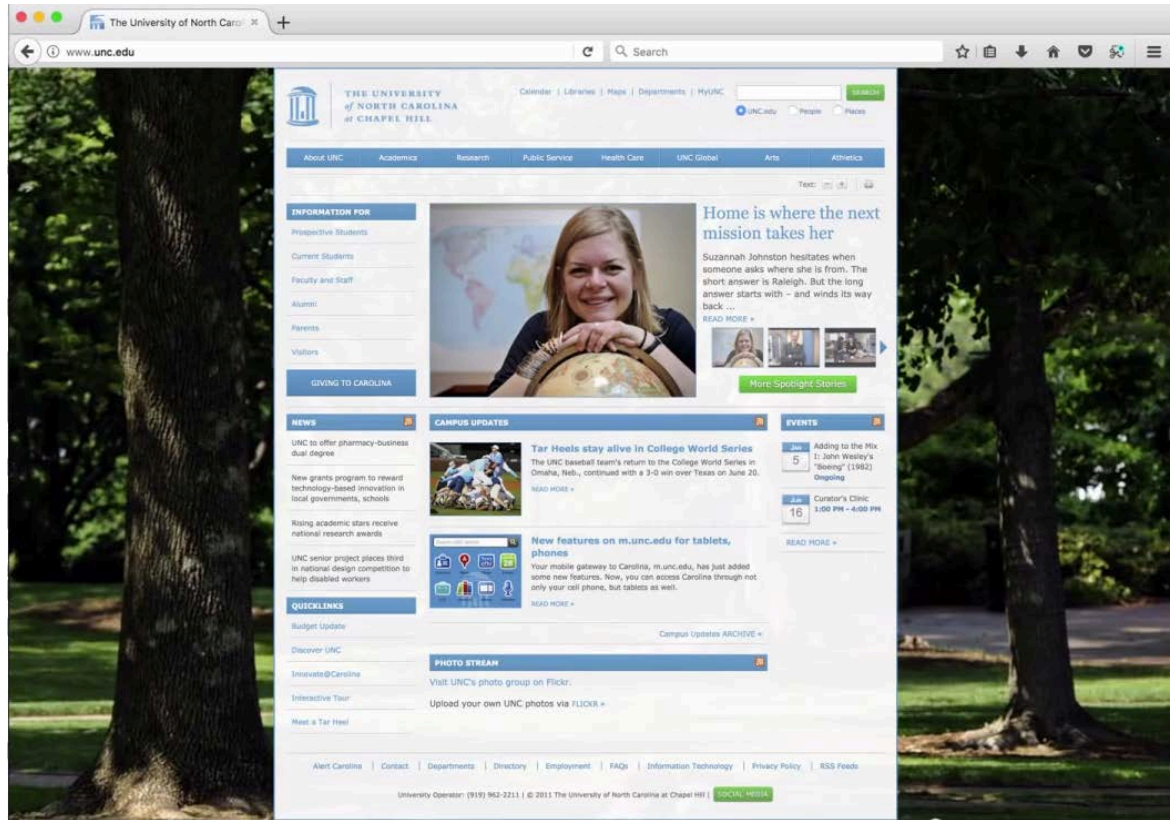 The University of North Caro
www.unc.edu
Search
THE UNIVERSITY
of NORTH CAROLINA
at CHAPEL HILL
Calendar | Libraries | Maps | Departments | MyUNC
SEARCH
UNC.edu People Places
About UNC Academics Research Public Service Health Care UNC Global Arts Athletics
Text:
INFORMATION FOR
Prospective Students
Current Students
Faculty and Staff
Alumni
Parents
Visitors
GIVING TO CAROLINA
Home is where the next
mission takes her
Suzannah Johnston hesitates when
someone asks where she is from. The
short answer is Raleigh. But the long
answer starts with – and winds its way
back ...
READ MORE »
More Spotlight Stories
NEWS
UNC to offer pharmacy-business
dual degree
New grants program to reward
technology-based innovation in
local governments, schools
Rising academic stars receive
national research awards
UNC senior project places third
in national design competition to
help disabled workers
QUICKLINKS
Budget Update
Discover UNC
Innovate@Carolina
Interactive Tour
Meet a Tar Heel
CAMPUS UPDATES
Tar Heels stay alive in College World Series
The UNC baseball team's return to the College World Series in
Omaha, Neb., continued with a 3-0 win over Texas on June 20.
READ MORE »
New features on m.unc.edu for tablets,
phones
Your mobile gateway to Carolina, m.unc.edu, has just added
some new features. Now, you can access Carolina through not
only your cell phone, but tablets as well.
READ MORE »
Campus Updates ARCHIVE »
PHOTO STREAM
Visit UNC's photo group on Flickr.
Upload your own UNC photos via FLICKR »
EVENTS
Jan
5
Adding to the Mix
I: John Wesley's
"Boeing" (1982)
Ongoing
Jun
16
Curator's Clinic
1:00 PM - 4:00 PM
READ MORE »
Alert Carolina | Contact | Departments | Directory | Employment | FAQs | Information Technology | Privacy Policy | RSS Feeds
University Operator: (919) 962-2211 | © 2011 The University of North Carolina at Chapel Hill | SOCIAL MEDIA